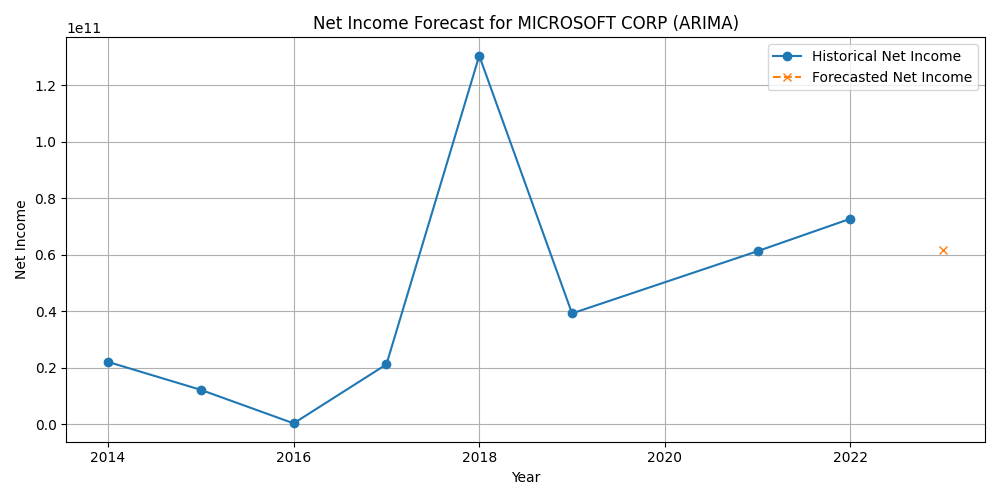 Net Income Forecast for MICROSOFT CORP (ARIMA)
1e11
Historical Net Income
Forecasted Net Income
1.2
1.0
0.8
0.6
0.4
0.2
0.0
Net Income
2014
2016
2018
2020
2022
Year